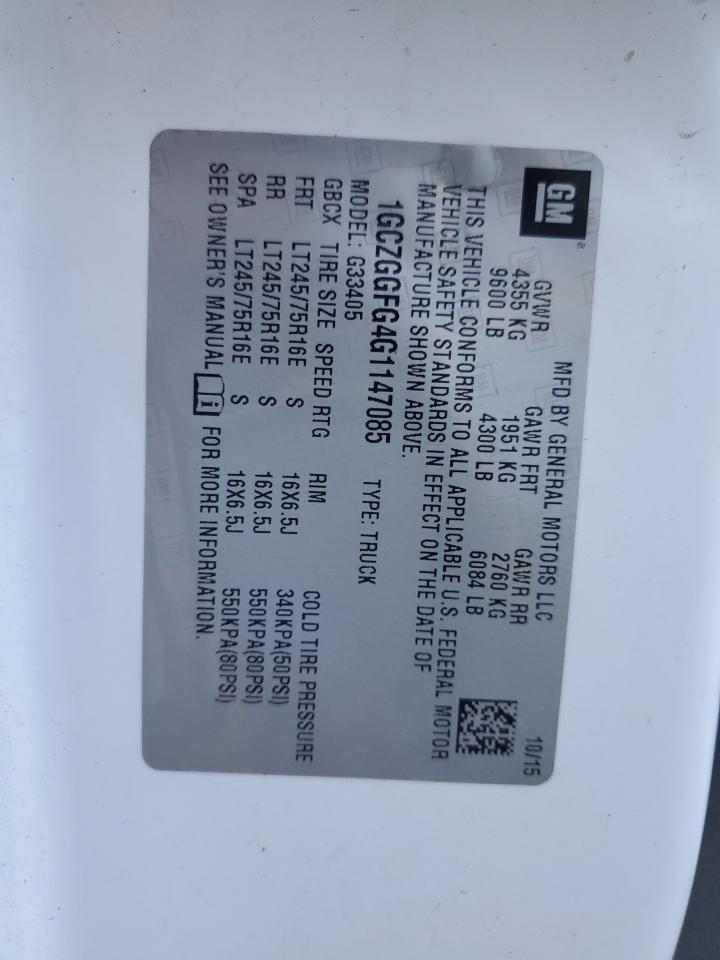 GM®
MFD BY GENERAL MOTORS LLC 10/15
GVWR GAWR FRT GAWR RR
4355 KG 1951 KG 2760 KG
9600 LB 4300 LB 6084 LB
THIS VEHICLE CONFORMS TO ALL APPLICABLE U.S. FEDERAL MOTOR
VEHICLE SAFETY STANDARDS IN EFFECT ON THE DATE OF
MANUFACTURE SHOWN ABOVE.
1GCZGGFG4G1147085 TYPE: TRUCK
MODEL: G33405
GBCX TIRE SIZE SPEED RTG RIM COLD TIRE PRESSURE
FRT LT245/75R16E S 16X6.5J 340KPA(50PSI)
RR LT245/75R16E S 16X6.5J 550KPA(80PSI)
SPA LT245/75R16E S 16X6.5J 550KPA(80PSI)
SEE OWNER'S MANUAL i FOR MORE INFORMATION.